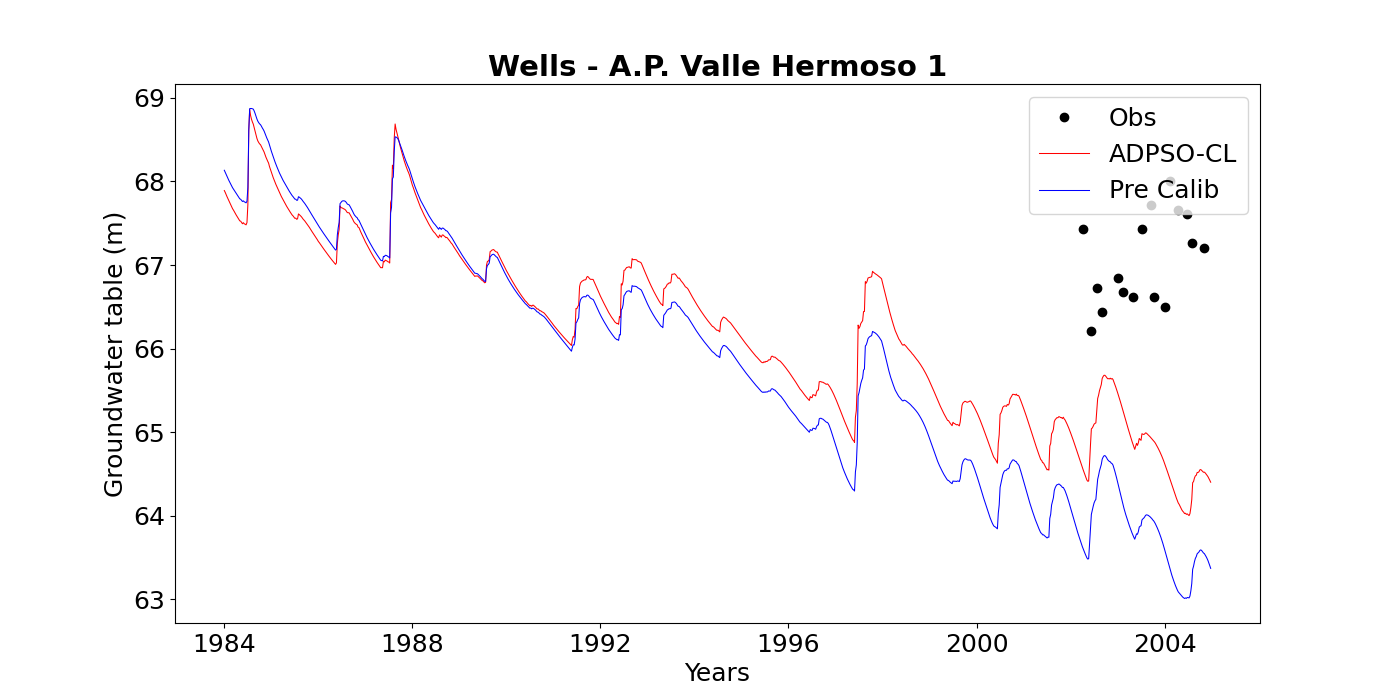 Wells - A.P. Valle Hermoso 1
Groundwater table (m)
69
68
67
66
65
64
63
Obs
ADPSO-CL
Pre Calib
1984 1988 1992 1996 2000 2004
Years